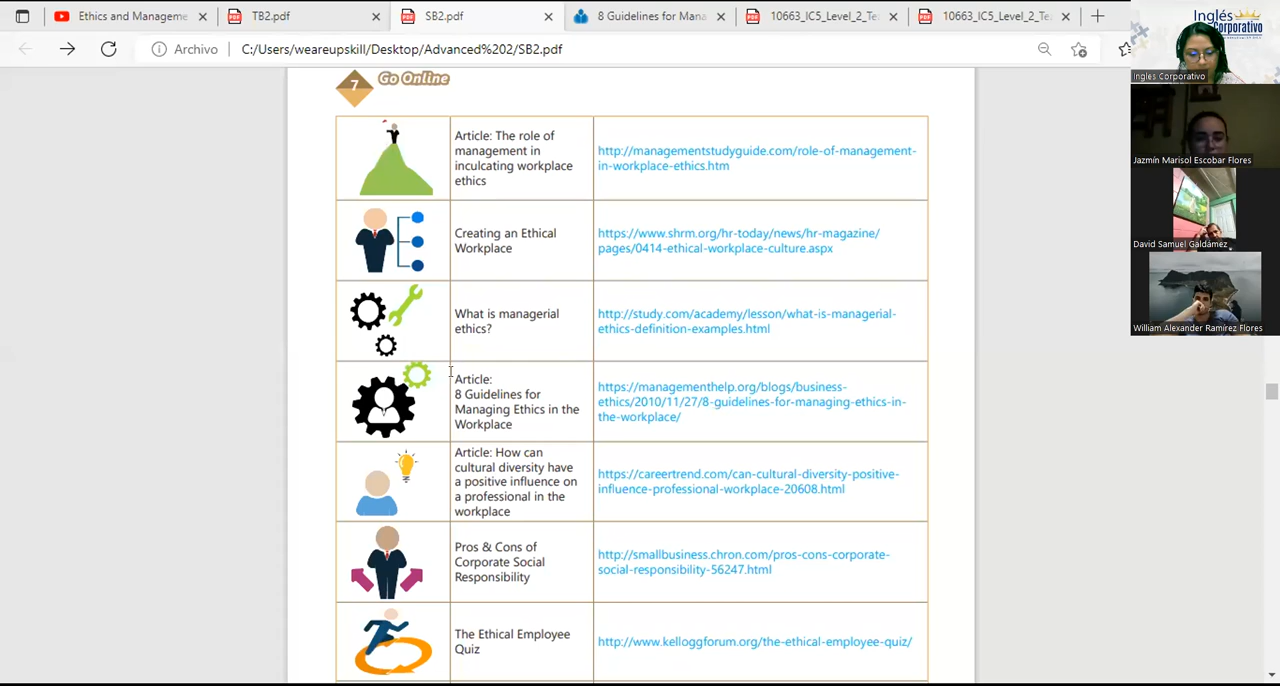 Ethics and Manageme
TB2.pdf
SB2.pdf
8 Guidelines for Mana
10663_IC5_Level_2_Te
10663_IC5_Level_2_Te
Archivo
C:/Users/weareupskill/Desktop/Advanced%202/SB2.pdf
7
Go Online
Article: The role of
management in
inculcating workplace
ethics
http://managementstudyguide.com/role-of-management-
in-workplace-ethics.htm
Creating an Ethical
Workplace
https://www.shrm.org/hr-today/news/hr-magazine/
pages/0414-ethical-workplace-culture.aspx
What is managerial
ethics?
http://study.com/academy/lesson/what-is-managerial-
ethics-definition-examples.html
Article:
8 Guidelines for
Managing Ethics in the
Workplace
https://managementhelp.org/blogs/business-
ethics/2010/11/27/8-guidelines-for-managing-ethics-in-
the-workplace/
Article: How can
cultural diversity have
a positive influence on
a professional in the
workplace
https://careertrend.com/can-cultural-diversity-positive-
influence-professional-workplace-20608.html
Pros & Cons of
Corporate Social
Responsibility
http://smallbusiness.chron.com/pros-cons-corporate-
social-responsibility-56247.html
The Ethical Employee
Quiz
http://www.kelloggforum.org/the-ethical-employee-quiz/
Inglés
Corporativo
Ingles Corporativo
Jazmín Marisol Escobar Flores
David Samuel Galdámez
William Alexander Ramírez Flores